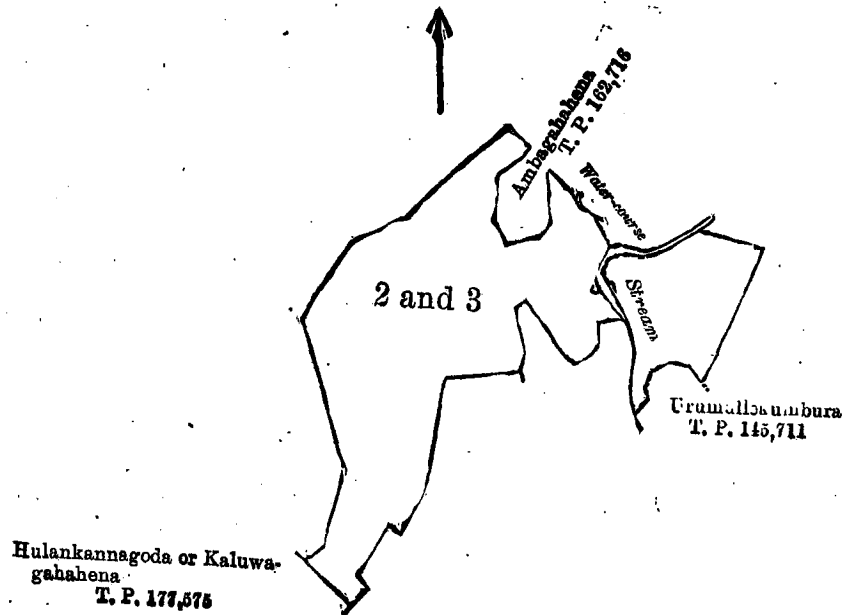 Ambagahahena
T. P. 162,716
Water-course
2 and 3
Stream
T. P. 145,711
Hulankannagoda or Kaluwa-
gahahena
T. P. 177,575